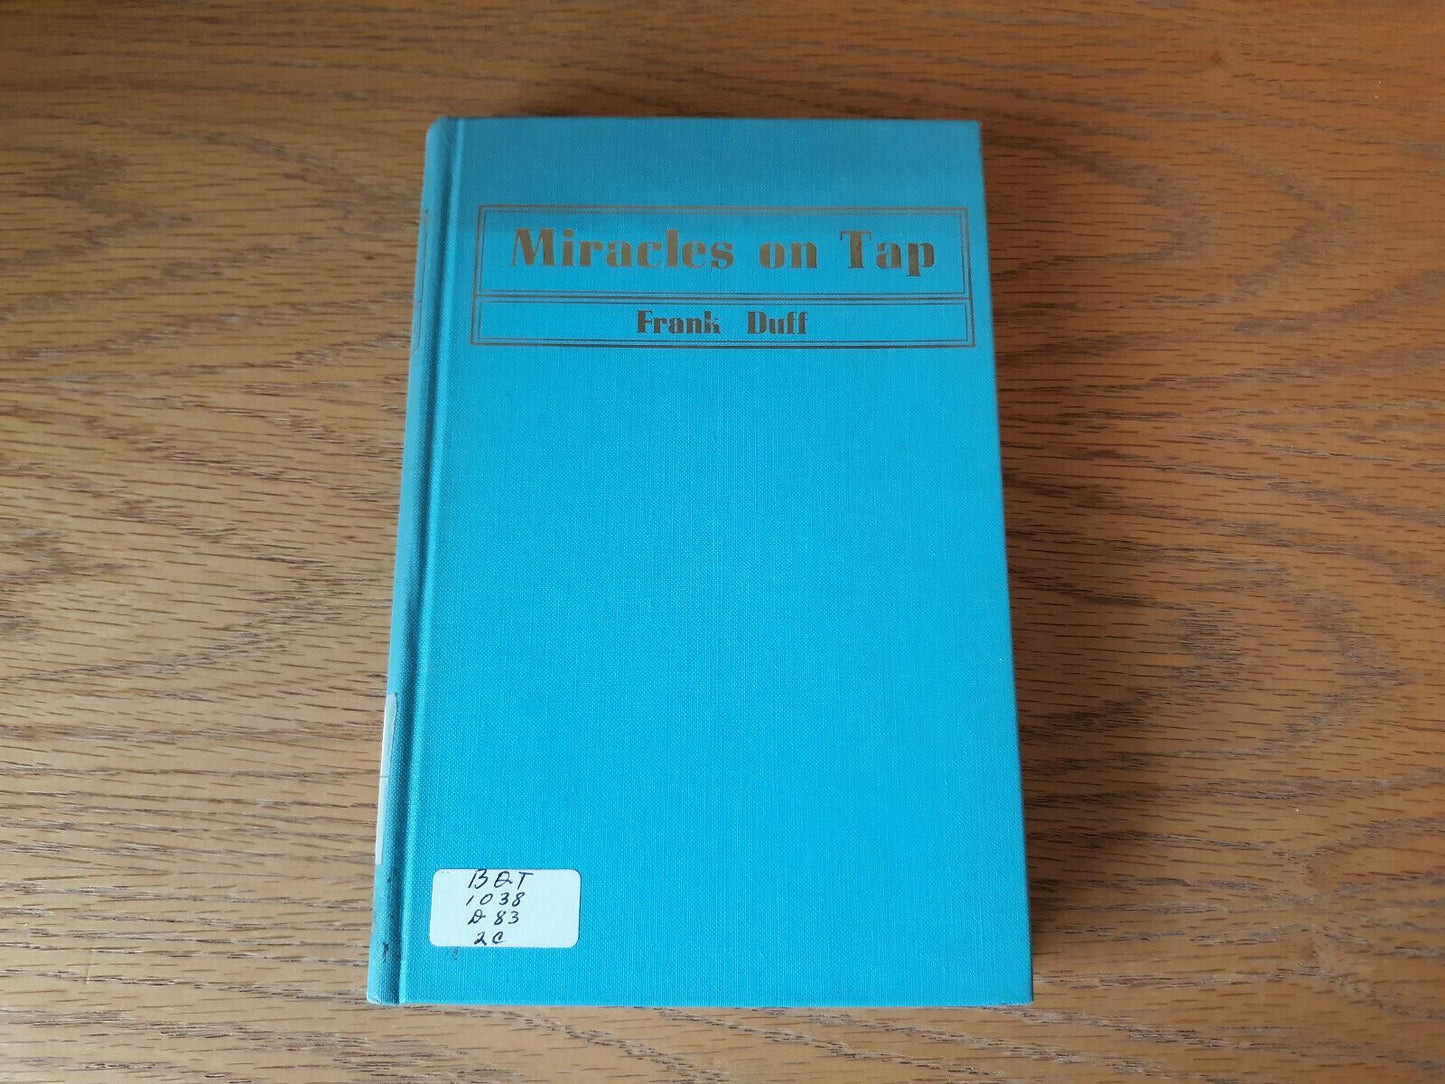 Miracles on Tap
Frank Duff
BQT
1038
D83
2C